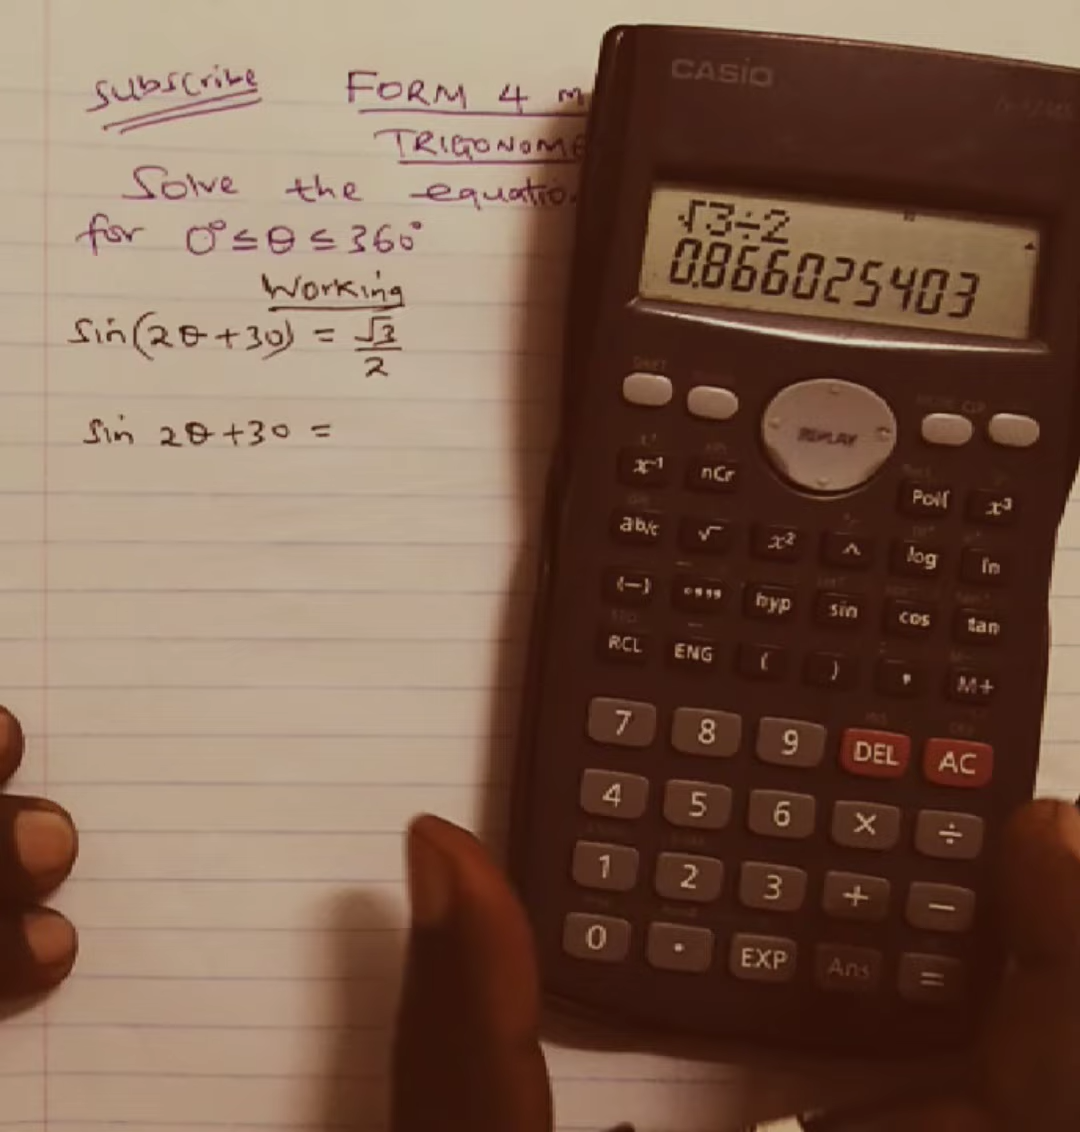 subscribe FORM 4 m
TRIGONOME
Solve the equatio
for 0° ≤ θ ≤ 360°
Working
sin(2θ+30) = √3/2
sin 2θ+30 =
CASIO
√3÷2
0.866025403
REPLAY
x⁻¹ nCr Pol( x³
ab/c √ x² ^ log ln
(−) °'" hyp sin cos tan
RCL ENG ( ) , M+
7 8 9 DEL AC
4 5 6 × ÷
1 2 3 + −
0 . EXP Ans =